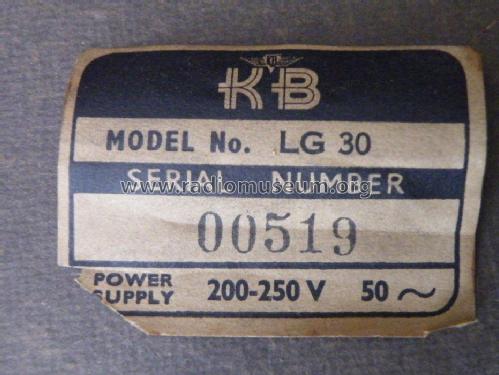 KB
MODEL No. LG 30
SERIAL NUMBER
www.radiomuseum.org
00519
POWER SUPPLY 200-250 V 50 ~